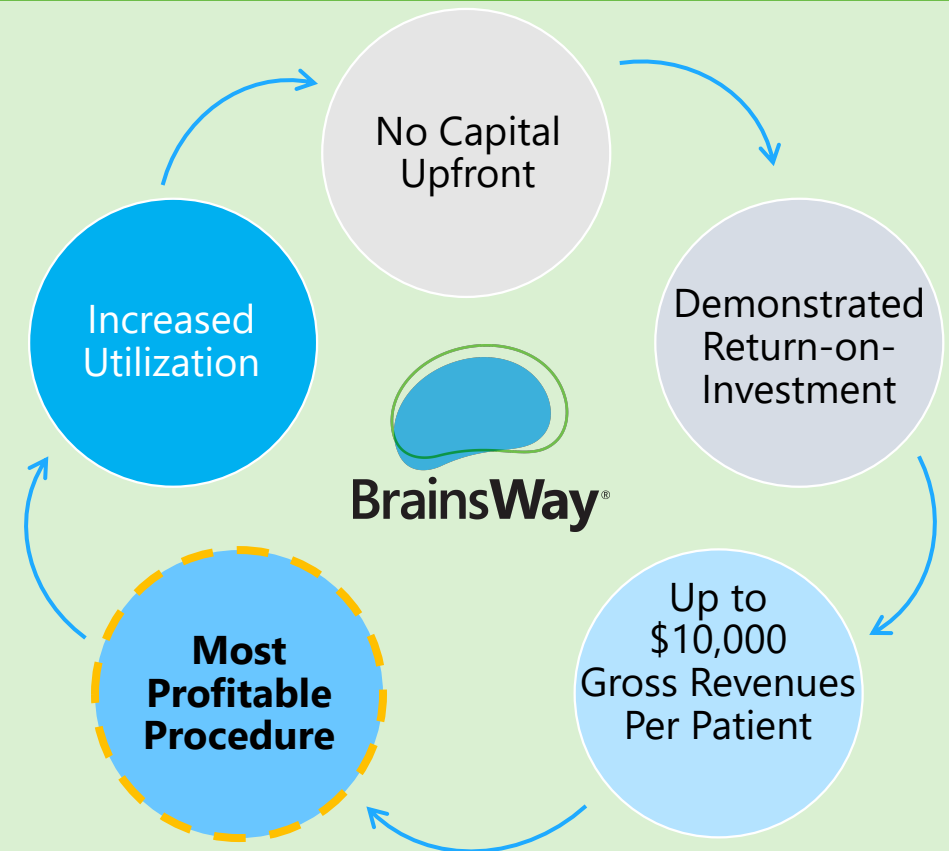 No Capital
Upfront
Demonstrated
Return-on-
Investment
Up to
$10,000
Gross Revenues
Per Patient
Most
Profitable
Procedure
Increased
Utilization
BrainsWay®